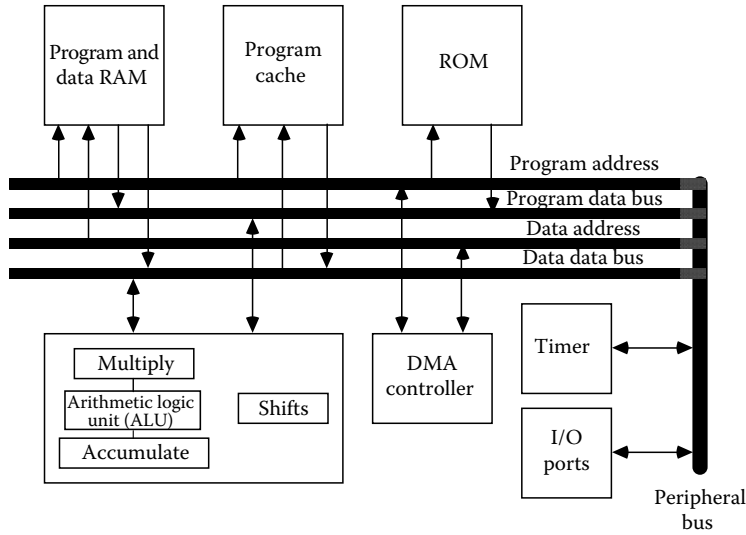 Program and
data RAM
Program
cache
ROM
Program address
Program data bus
Data address
Data data bus
Multiply
Arithmetic logic
unit (ALU)
Accumulate
Shifts
DMA
controller
Timer
I/O
ports
Peripheral
bus